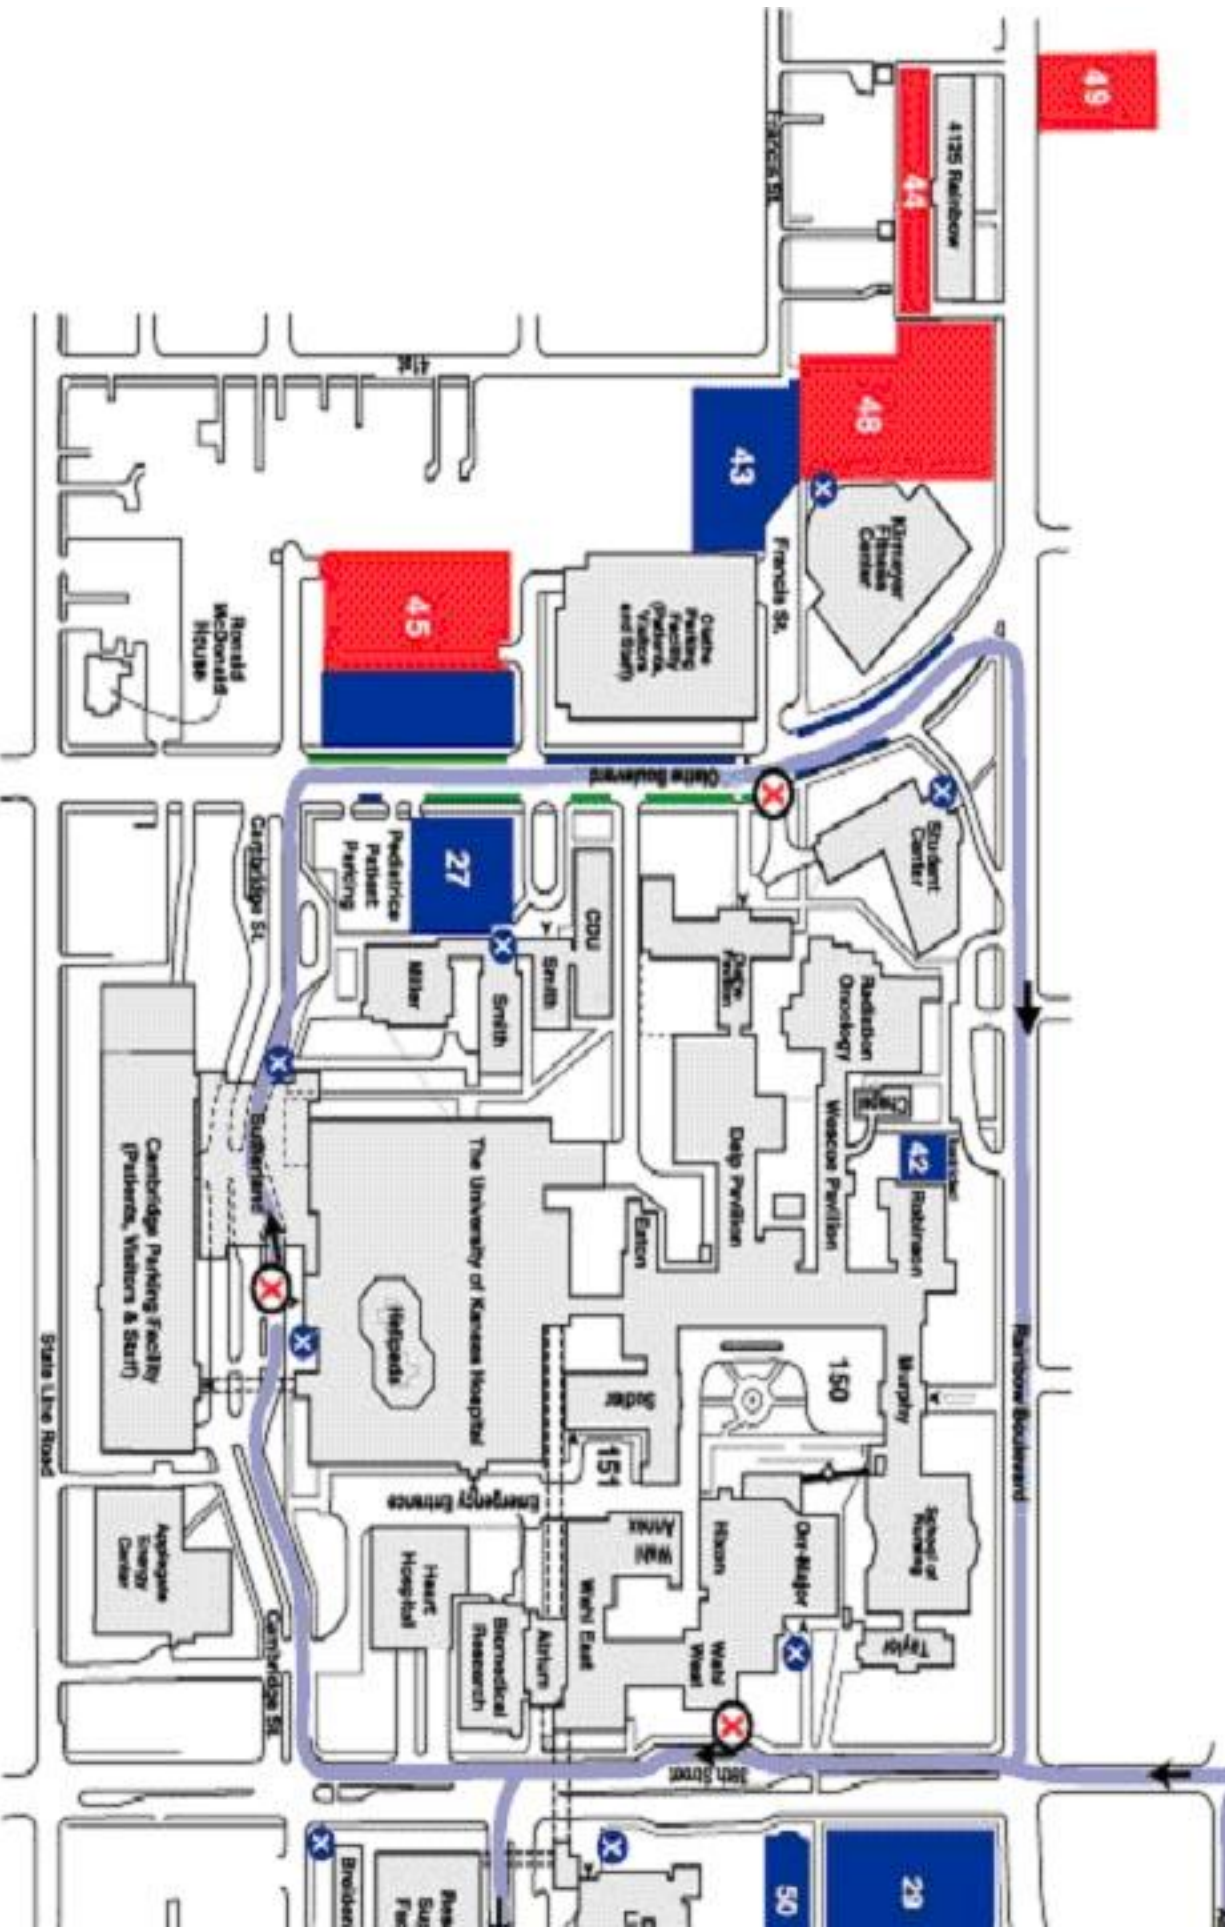 49
4125 Rainbow
44
Francis St.
48
41st
43
Kirmayer
Fitness
Center
Francis St.
Olathe
Parking
Facility
(Patients,
Visitors
and Staff)
45
Ronald
McDonald
House
Olathe Boulevard
Student
Center
27
Pediatrics
Patient
Parking
Cambridge St.
CDU
Smith
Smith
Miller
Radiation
Oncology
Chapel
42
Wescoe Pavilion
Delp Pavilion
Robinson
Eaton
Sutherland
The University of Kansas Hospital
Helipads
Cambridge Parking Facility
(Patients, Visitors & Staff)
Rainbow Boulevard
State Line Road
150
Murphy
Sudler
151
Emergency Entrance
School of
Nursing
Orr-Major
Hixon
Wahl
Annex
Applegate
Energy
Center
Heart
Hospital
Wahl East
Wahl
West
Taylor
Atrium
Biomedical
Research
Cambridge St.
39th Street
50
29